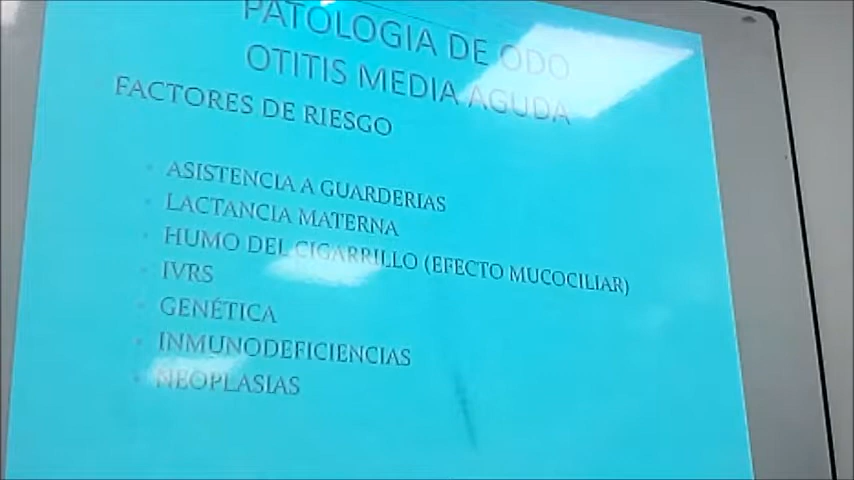 PATOLOGIA DE ODO
OTITIS MEDIA AGUDA
FACTORES DE RIESGO
ASISTENCIA A GUARDERIAS
LACTANCIA MATERNA
HUMO DEL CIGARRILLO (EFECTO MUCOCILIAR)
IVRS
GENÉTICA
INMUNODEFICIENCIAS
NEOPLASIAS